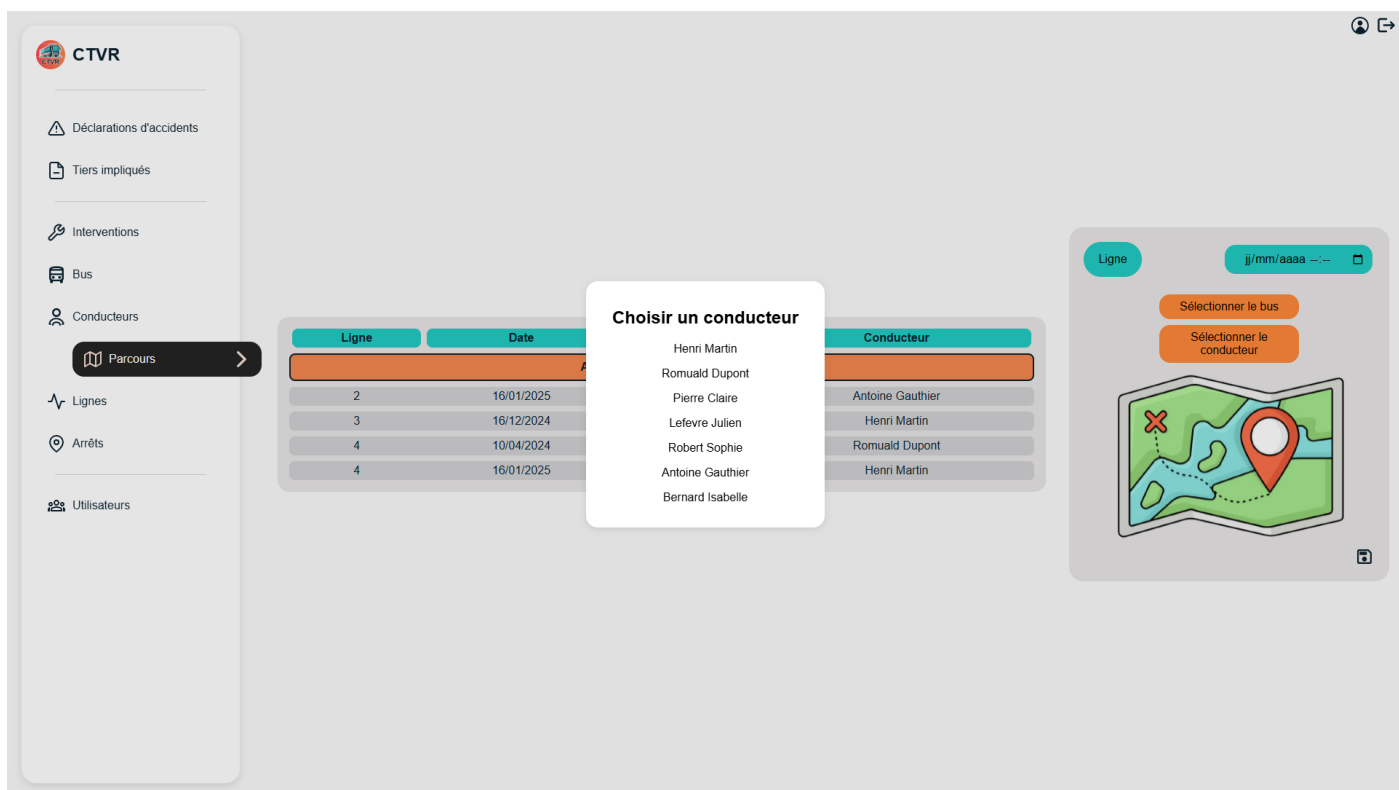 CTVR
CTVR
Déclarations d'accidents
Tiers impliqués
Interventions
Bus
Conducteurs
Parcours
Lignes
Arrêts
Utilisateurs
Ligne Date Conducteur
A
2 16/01/2025 Antoine Gauthier
3 16/12/2024 Henri Martin
4 10/04/2024 Romuald Dupont
4 16/01/2025 Henri Martin
Choisir un conducteur
Henri Martin
Romuald Dupont
Pierre Claire
Lefevre Julien
Robert Sophie
Antoine Gauthier
Bernard Isabelle
Ligne
jj/mm/aaaa --:--
Sélectionner le bus
Sélectionner le
conducteur